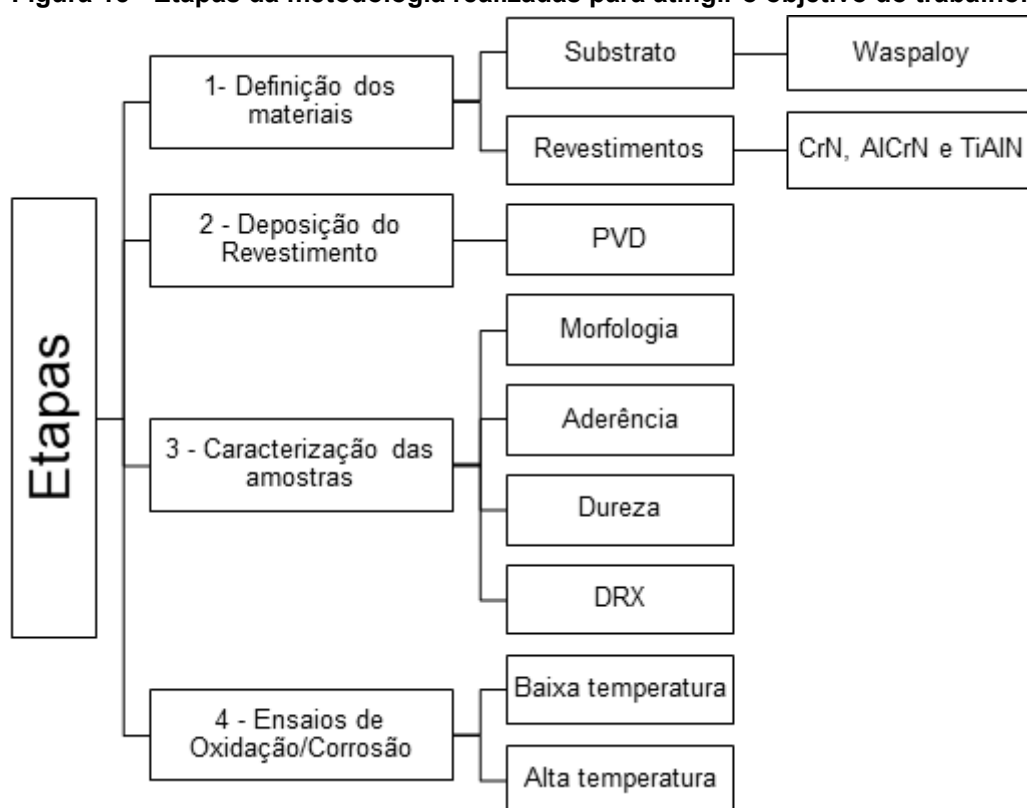 Figura - Etapas da metodologia realizadas para atingir o objetivo do trabalho.
Etapas
1- Definição dos
materiais
Substrato
Waspaloy
Revestimentos
CrN, AlCrN e TiAlN
2 - Deposição do
Revestimento
PVD
3 - Caracterização das
amostras
Morfologia
Aderência
Dureza
DRX
4 - Ensaios de
Oxidação/Corrosão
Baixa temperatura
Alta temperatura